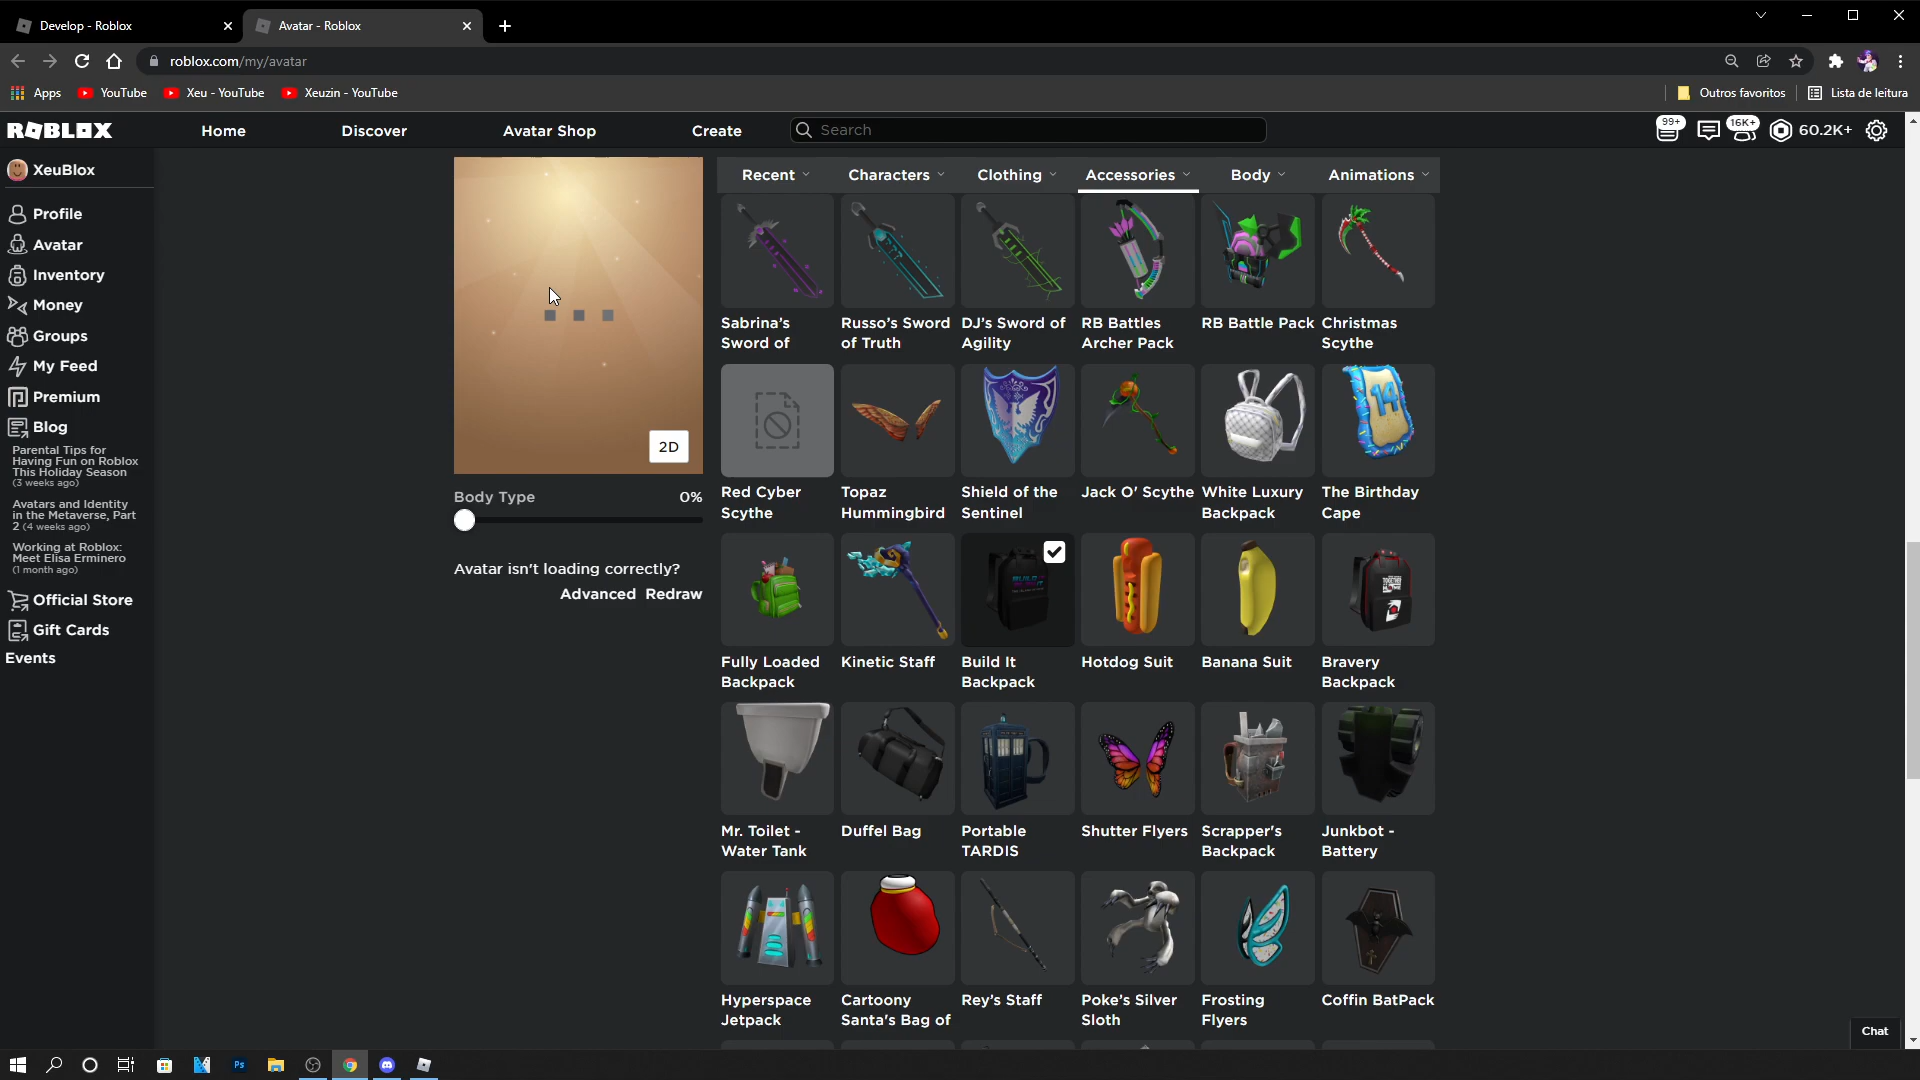 Develop - Roblox
Avatar - Roblox
roblox.com/my/avatar
Apps
YouTube
Xeu - YouTube
Xeuzin - YouTube
Outros favoritos
Lista de leitura
ROBLOX
Home
Discover
Avatar Shop
Create
Search
99+
16K+
60.2K+
XeuBlox
Profile
Avatar
Inventory
Money
Groups
My Feed
Premium
Blog
Parental Tips for
Having Fun on Roblox
This Holiday Season
(3 weeks ago)
Avatars and Identity
in the Metaverse, Part
2 (4 weeks ago)
Working at Roblox:
Meet Elisa Erminero
(1 month ago)
Official Store
Gift Cards
Events
2D
Body Type 0%
Avatar isn't loading correctly?
Advanced Redraw
Recent
Characters
Clothing
Accessories
Body
Animations
Sabrina's
Sword of
Russo's Sword
of Truth
DJ's Sword of
Agility
RB Battles
Archer Pack
RB Battle Pack
Christmas
Scythe
Red Cyber
Scythe
Topaz
Hummingbird
Shield of the
Sentinel
Jack O' Scythe
White Luxury
Backpack
14
The Birthday
Cape
Fully Loaded
Backpack
Kinetic Staff
BUILD IT
Build It
Backpack
Hotdog Suit
Banana Suit
TOGETHER
Bravery
Backpack
Mr. Toilet -
Water Tank
Duffel Bag
Portable
TARDIS
Shutter Flyers
Scrapper's
Backpack
Junkbot -
Battery
Hyperspace
Jetpack
Cartoony
Santa's Bag of
Rey's Staff
Poke's Silver
Sloth
Frosting
Flyers
Coffin BatPack
Chat
Ps